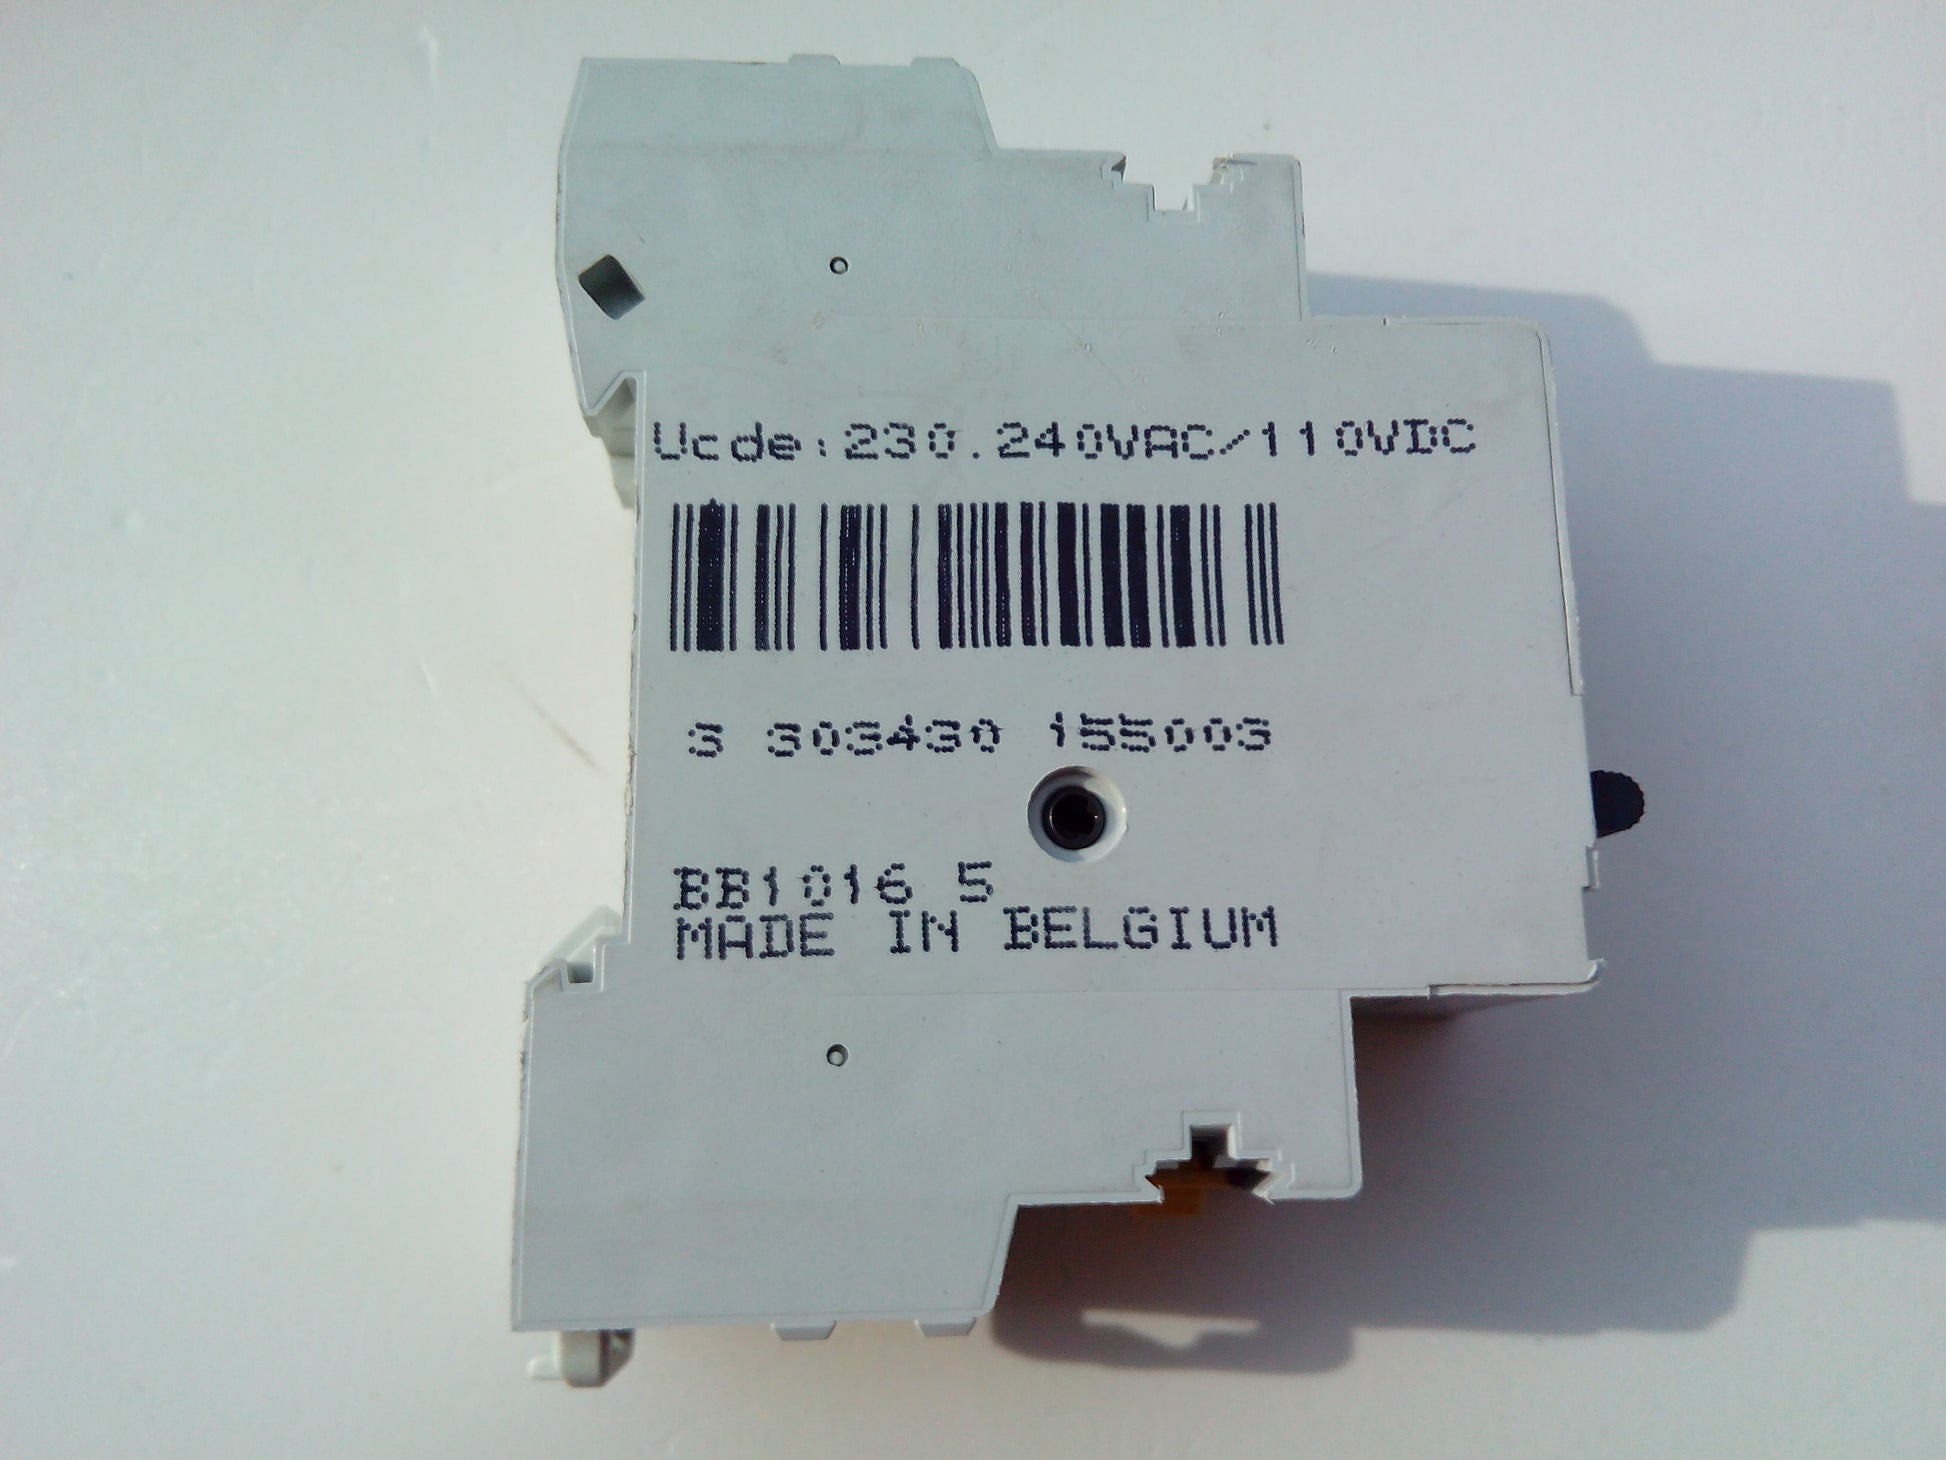 Ucde:230.240VAC/110VDC
3 303430 155003
BB1016 5
MADE IN BELGIUM